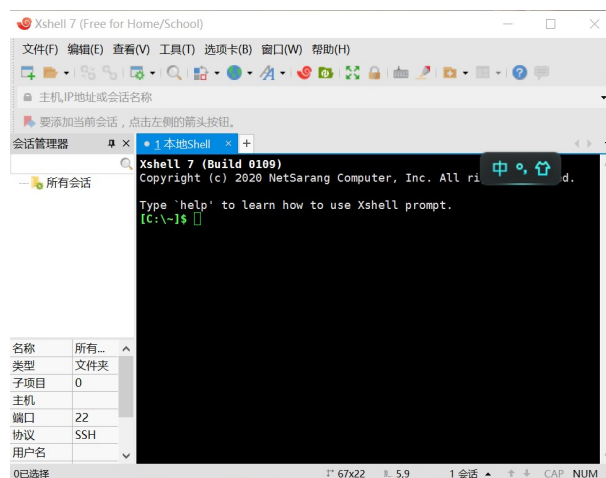 Xshell 7 (Free for Home/School)
文件(F) 编辑(E) 查看(V) 工具(T) 选项卡(B) 窗口(W) 帮助(H)
主机,IP地址或会话名称
要添加当前会话，点击左侧的箭头按钮。
会话管理器
1 本地Shell × +
所有会话
Xshell 7 (Build 0109)
Copyright (c) 2020 NetSarang Computer, Inc. All ri d.
中
Type `help' to learn how to use Xshell prompt.
[C:\~]$
名称 所有...
类型 文件夹
子项目 0
主机
端口 22
协议 SSH
用户名
0已选择 67x22 5,9 1 会话 CAP NUM